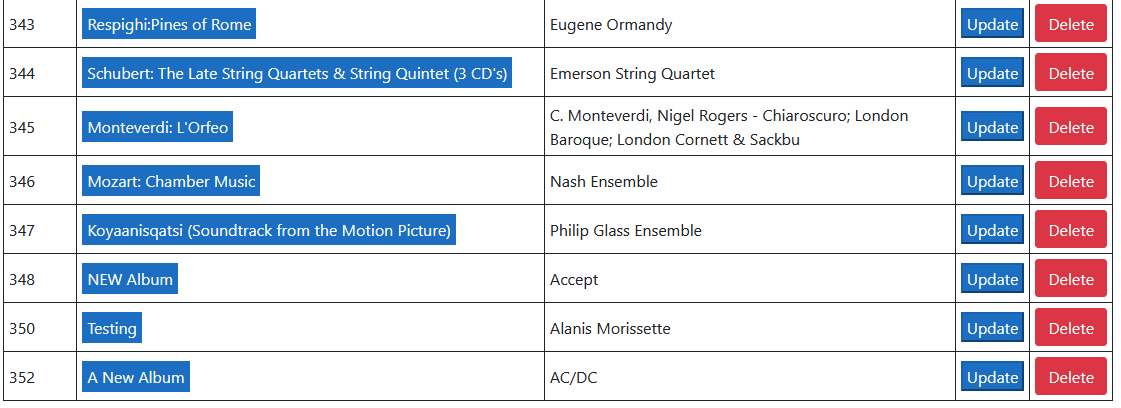 343 Respighi:Pines of Rome Eugene Ormandy Update Delete
344 Schubert: The Late String Quartets & String Quintet (3 CD's) Emerson String Quartet Update Delete
345 Monteverdi: L'Orfeo C. Monteverdi, Nigel Rogers - Chiaroscuro; London
Baroque; London Cornett & Sackbu Update Delete
346 Mozart: Chamber Music Nash Ensemble Update Delete
347 Koyaanisqatsi (Soundtrack from the Motion Picture) Philip Glass Ensemble Update Delete
348 NEW Album Accept Update Delete
350 Testing Alanis Morissette Update Delete
352 A New Album AC/DC Update Delete